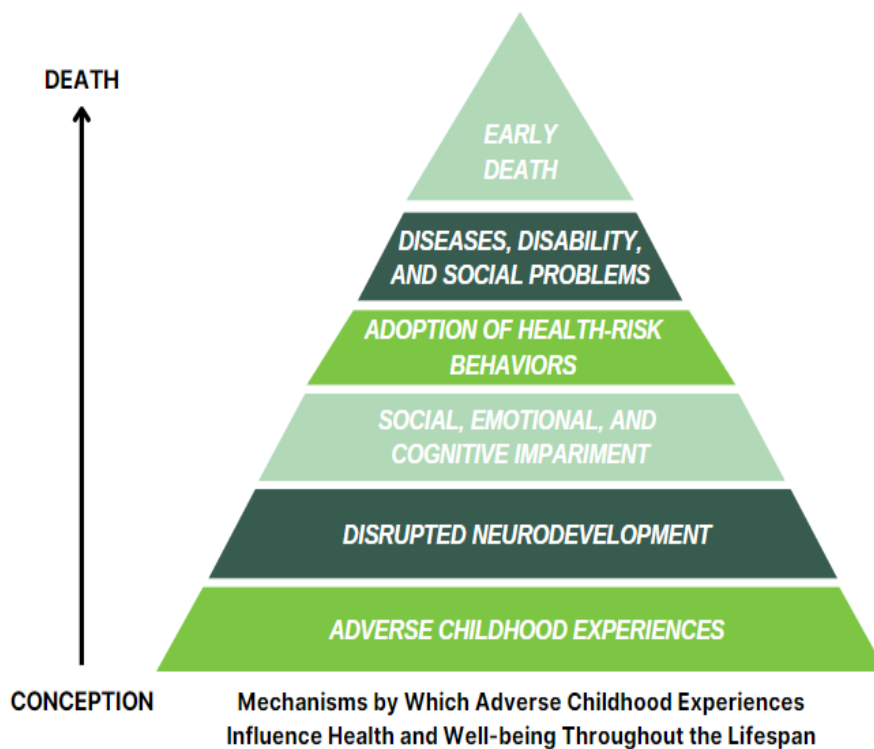 DEATH
EARLY
DEATH
DISEASES, DISABILITY,
AND SOCIAL PROBLEMS
ADOPTION OF HEALTH-RISK
BEHAVIORS
SOCIAL, EMOTIONAL, AND
COGNITIVE IMPARIMENT
DISRUPTED NEURODEVELOPMENT
ADVERSE CHILDHOOD EXPERIENCES
CONCEPTION
Mechanisms by Which Adverse Childhood Experiences
Influence Health and Well-being Throughout the Lifespan